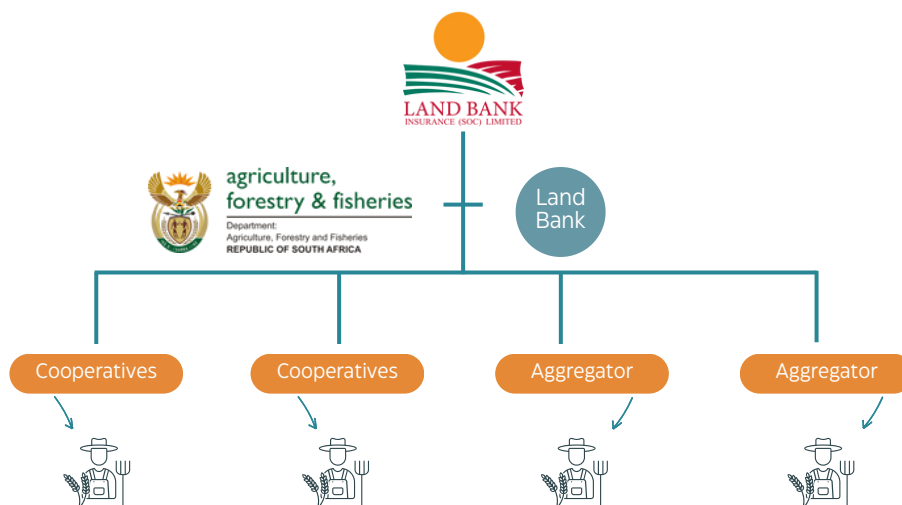 LAND BANK
INSURANCE (SOC) LIMITED
agriculture,
forestry & fisheries
Department:
Agriculture, Forestry and Fisheries
REPUBLIC OF SOUTH AFRICA
Land
Bank
Cooperatives
Cooperatives
Aggregator
Aggregator